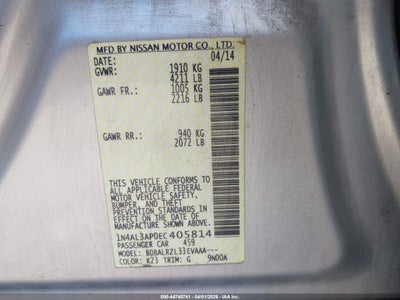 MFD BY NISSAN MOTOR CO., LTD.
04/14
GVWR: 1910 KG
4211 LB
GAWR FR.: 1005 KG
2216 LB
GAWR RR.: 940 KG
2072 LB
THIS VEHICLE CONFORMS TO
ALL APPLICABLE FEDERAL
MOTOR VEHICLE SAFETY,
BUMPER, AND THEFT
PREVENTION STANDARDS IN
EFFECT ON THE DATE OF
MANUFACTURE SHOWN ABOVE.
1N4AL3AP0EC405814
PASSENGER CAR 459
MODEL: BDBALRZL33EVAAA---
COLOR: K23 TRIM: G 9N00A
IN: 44740741 - 04/01/2026 - IAA